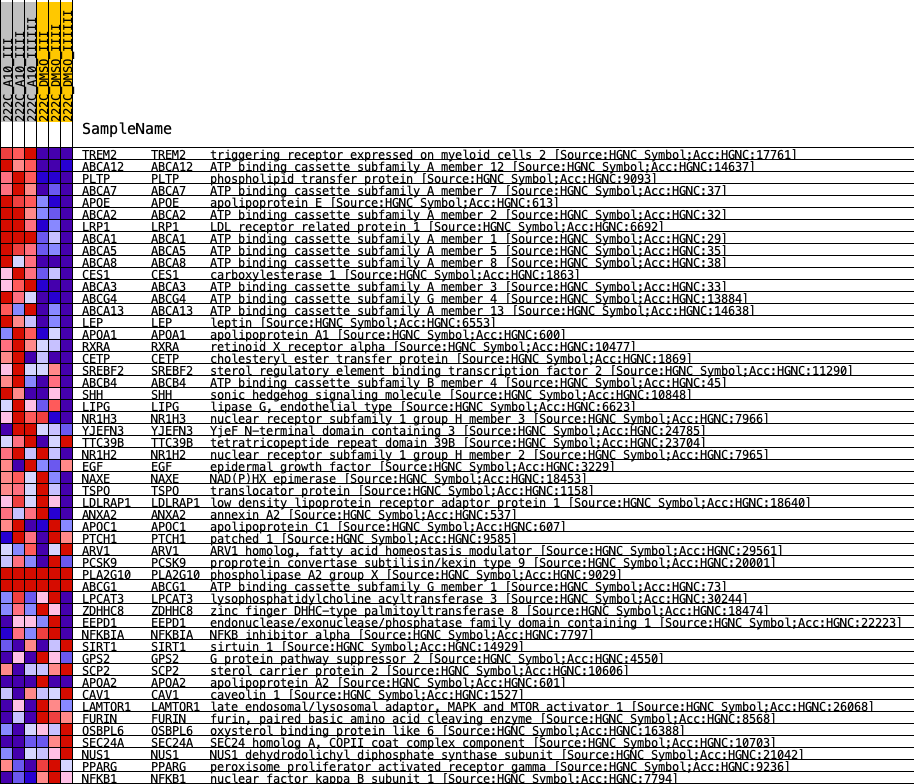 222C_A10_III
222C_A10_IIII
222C_A10_IIIIII
222C_DMSO_III
222C_DMSO_IIII
222C_DMSO_IIIIII
SampleName
TREM2 TREM2 triggering receptor expressed on myeloid cells 2 [Source:HGNC Symbol;Acc:HGNC:17761]
ABCA12 ABCA12 ATP binding cassette subfamily A member 12 [Source:HGNC Symbol;Acc:HGNC:14637]
PLTP PLTP phospholipid transfer protein [Source:HGNC Symbol;Acc:HGNC:9093]
ABCA7 ABCA7 ATP binding cassette subfamily A member 7 [Source:HGNC Symbol;Acc:HGNC:37]
APOE APOE apolipoprotein E [Source:HGNC Symbol;Acc:HGNC:613]
ABCA2 ABCA2 ATP binding cassette subfamily A member 2 [Source:HGNC Symbol;Acc:HGNC:32]
LRP1 LRP1 LDL receptor related protein 1 [Source:HGNC Symbol;Acc:HGNC:6692]
ABCA1 ABCA1 ATP binding cassette subfamily A member 1 [Source:HGNC Symbol;Acc:HGNC:29]
ABCA5 ABCA5 ATP binding cassette subfamily A member 5 [Source:HGNC Symbol;Acc:HGNC:35]
ABCA8 ABCA8 ATP binding cassette subfamily A member 8 [Source:HGNC Symbol;Acc:HGNC:38]
CES1 CES1 carboxylesterase 1 [Source:HGNC Symbol;Acc:HGNC:1863]
ABCA3 ABCA3 ATP binding cassette subfamily A member 3 [Source:HGNC Symbol;Acc:HGNC:33]
ABCG4 ABCG4 ATP binding cassette subfamily G member 4 [Source:HGNC Symbol;Acc:HGNC:13884]
ABCA13 ABCA13 ATP binding cassette subfamily A member 13 [Source:HGNC Symbol;Acc:HGNC:14638]
LEP LEP leptin [Source:HGNC Symbol;Acc:HGNC:6553]
APOA1 APOA1 apolipoprotein A1 [Source:HGNC Symbol;Acc:HGNC:600]
RXRA RXRA retinoid X receptor alpha [Source:HGNC Symbol;Acc:HGNC:10477]
CETP CETP cholesteryl ester transfer protein [Source:HGNC Symbol;Acc:HGNC:1869]
SREBF2 SREBF2 sterol regulatory element binding transcription factor 2 [Source:HGNC Symbol;Acc:HGNC:11290]
ABCB4 ABCB4 ATP binding cassette subfamily B member 4 [Source:HGNC Symbol;Acc:HGNC:45]
SHH SHH sonic hedgehog signaling molecule [Source:HGNC Symbol;Acc:HGNC:10848]
LIPG LIPG lipase G, endothelial type [Source:HGNC Symbol;Acc:HGNC:6623]
NR1H3 NR1H3 nuclear receptor subfamily 1 group H member 3 [Source:HGNC Symbol;Acc:HGNC:7966]
YJEFN3 YJEFN3 YjeF N-terminal domain containing 3 [Source:HGNC Symbol;Acc:HGNC:24785]
TTC39B TTC39B tetratricopeptide repeat domain 39B [Source:HGNC Symbol;Acc:HGNC:23704]
NR1H2 NR1H2 nuclear receptor subfamily 1 group H member 2 [Source:HGNC Symbol;Acc:HGNC:7965]
EGF EGF epidermal growth factor [Source:HGNC Symbol;Acc:HGNC:3229]
NAXE NAXE NAD(P)HX epimerase [Source:HGNC Symbol;Acc:HGNC:18453]
TSPO TSPO translocator protein [Source:HGNC Symbol;Acc:HGNC:1158]
LDLRAP1 LDLRAP1 low density lipoprotein receptor adaptor protein 1 [Source:HGNC Symbol;Acc:HGNC:18640]
ANXA2 ANXA2 annexin A2 [Source:HGNC Symbol;Acc:HGNC:537]
APOC1 APOC1 apolipoprotein C1 [Source:HGNC Symbol;Acc:HGNC:607]
PTCH1 PTCH1 patched 1 [Source:HGNC Symbol;Acc:HGNC:9585]
ARV1 ARV1 ARV1 homolog, fatty acid homeostasis modulator [Source:HGNC Symbol;Acc:HGNC:29561]
PCSK9 PCSK9 proprotein convertase subtilisin/kexin type 9 [Source:HGNC Symbol;Acc:HGNC:20001]
PLA2G10 PLA2G10 phospholipase A2 group X [Source:HGNC Symbol;Acc:HGNC:9029]
ABCG1 ABCG1 ATP binding cassette subfamily G member 1 [Source:HGNC Symbol;Acc:HGNC:73]
LPCAT3 LPCAT3 lysophosphatidylcholine acyltransferase 3 [Source:HGNC Symbol;Acc:HGNC:30244]
ZDHHC8 ZDHHC8 zinc finger DHHC-type palmitoyltransferase 8 [Source:HGNC Symbol;Acc:HGNC:18474]
EEPD1 EEPD1 endonuclease/exonuclease/phosphatase family domain containing 1 [Source:HGNC Symbol;Acc:HGNC:22223]
NFKBIA NFKBIA NFKB inhibitor alpha [Source:HGNC Symbol;Acc:HGNC:7797]
SIRT1 SIRT1 sirtuin 1 [Source:HGNC Symbol;Acc:HGNC:14929]
GPS2 GPS2 G protein pathway suppressor 2 [Source:HGNC Symbol;Acc:HGNC:4550]
SCP2 SCP2 sterol carrier protein 2 [Source:HGNC Symbol;Acc:HGNC:10606]
APOA2 APOA2 apolipoprotein A2 [Source:HGNC Symbol;Acc:HGNC:601]
CAV1 CAV1 caveolin 1 [Source:HGNC Symbol;Acc:HGNC:1527]
LAMTOR1 LAMTOR1 late endosomal/lysosomal adaptor, MAPK and MTOR activator 1 [Source:HGNC Symbol;Acc:HGNC:26068]
FURIN FURIN furin, paired basic amino acid cleaving enzyme [Source:HGNC Symbol;Acc:HGNC:8568]
OSBPL6 OSBPL6 oxysterol binding protein like 6 [Source:HGNC Symbol;Acc:HGNC:16388]
SEC24A SEC24A SEC24 homolog A, COPII coat complex component [Source:HGNC Symbol;Acc:HGNC:10703]
NUS1 NUS1 NUS1 dehydrodolichyl diphosphate synthase subunit [Source:HGNC Symbol;Acc:HGNC:21042]
PPARG PPARG peroxisome proliferator activated receptor gamma [Source:HGNC Symbol;Acc:HGNC:9236]
NFKB1 NFKB1 nuclear factor kappa B subunit 1 [Source:HGNC Symbol;Acc:HGNC:7794]